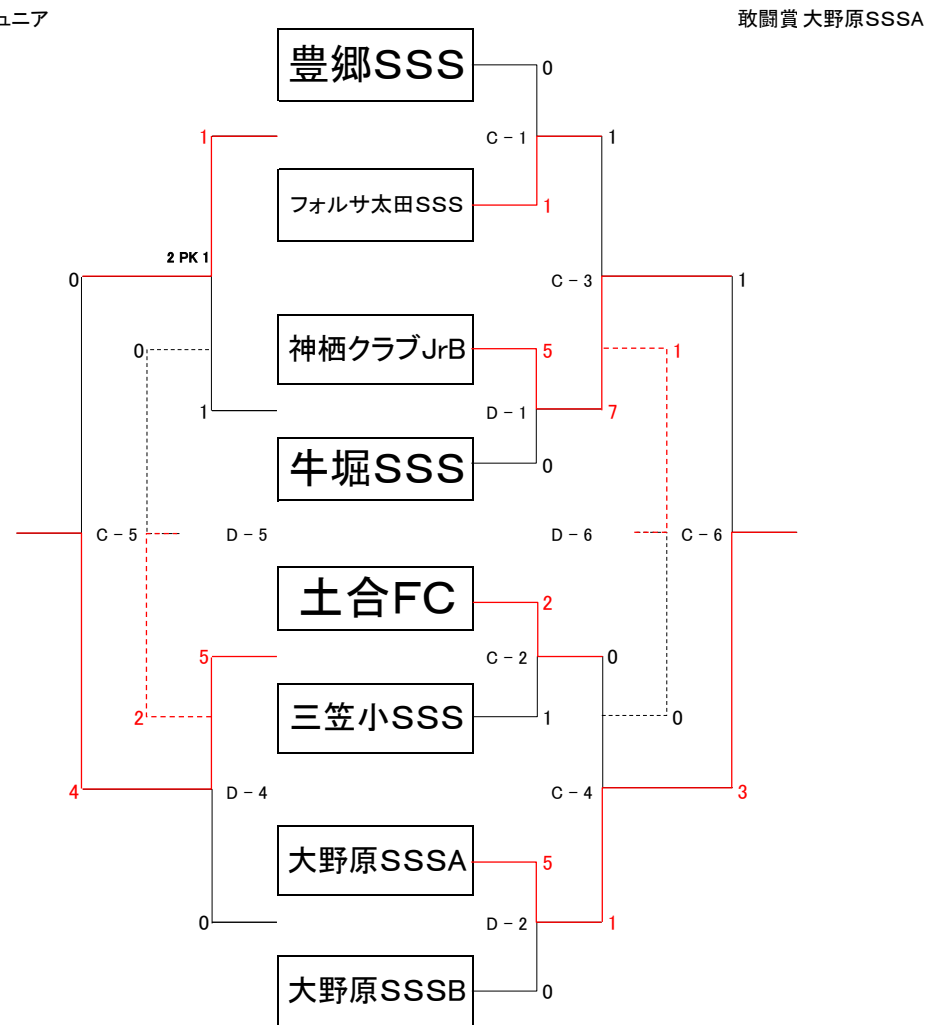 ュニア
敢闘賞 大野原SSSA
豊郷SSS
0
1
C－1
1
フォルサ太田SSS
1
2 PK 1
0
C－3
1
0
神栖クラブJrB
5
1
1
D－1
7
牛堀SSS
0
C－5
D－5
D－6
C－6
土合FC
2
5
C－2
0
2
三笠小SSS
1
0
4
D－4
C－4
3
大野原SSSA
5
0
D－2
1
大野原SSSB
0